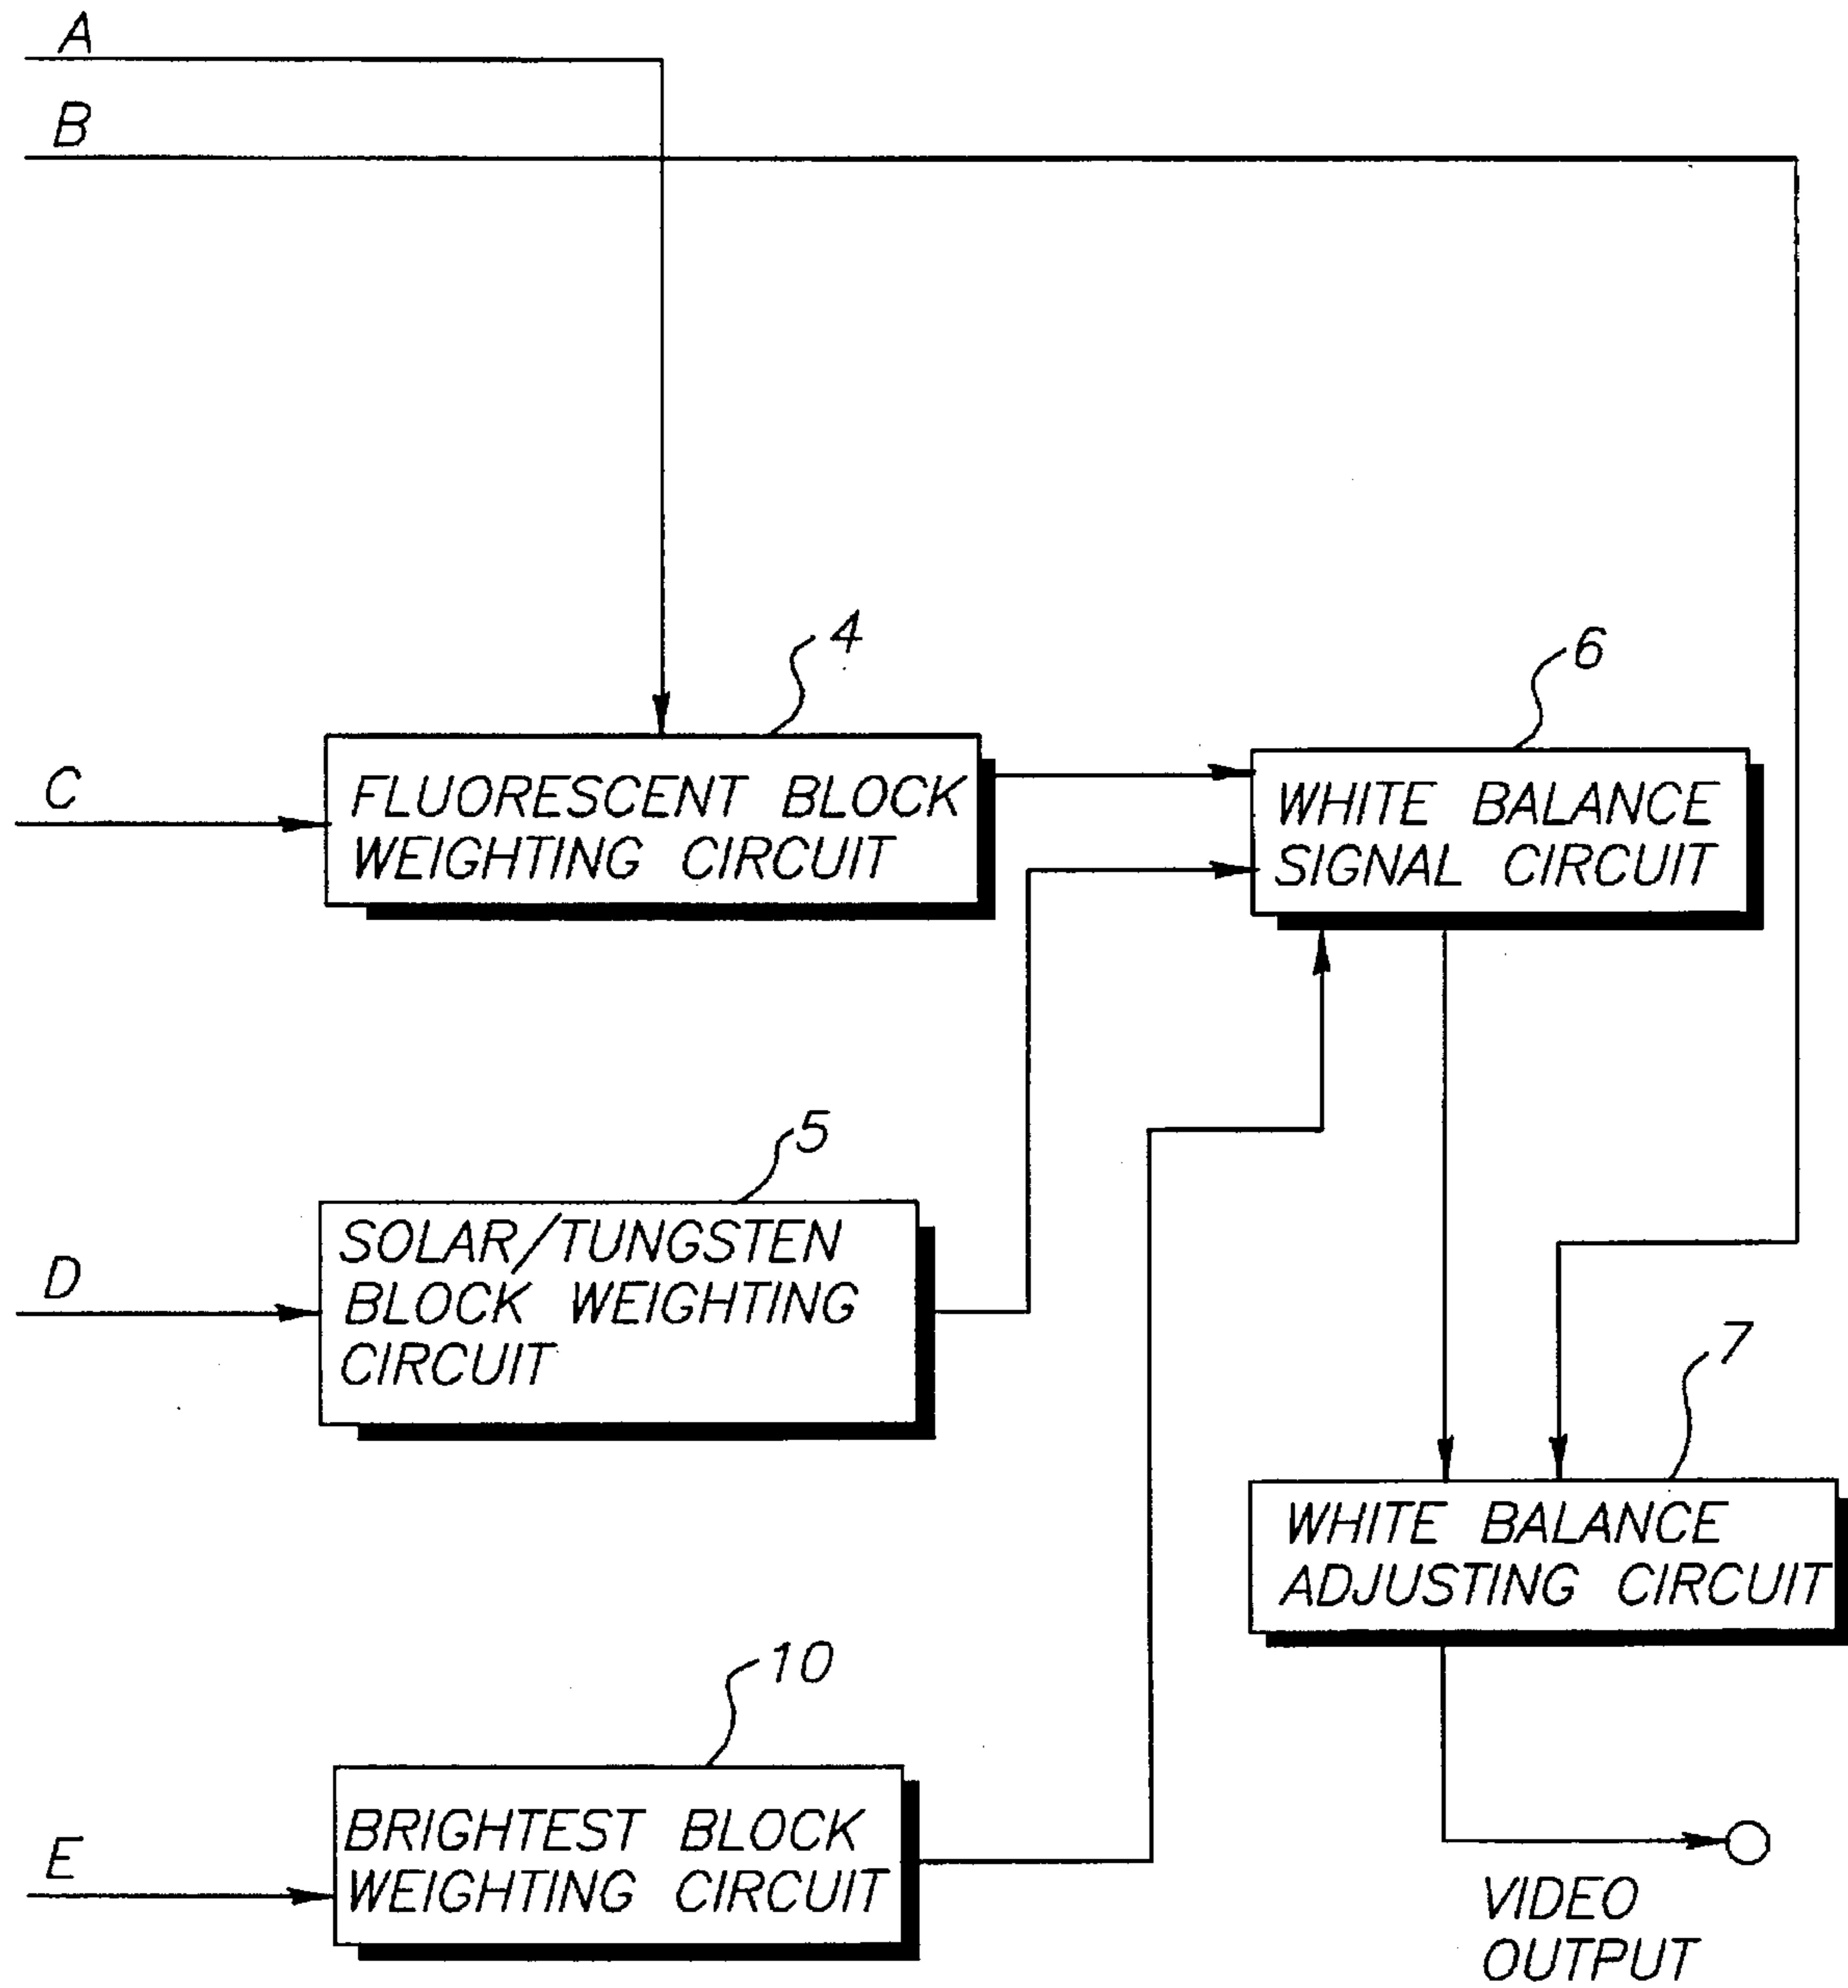 A
B
4
6
C
FLUORESCENT BLOCK
WEIGHTING CIRCUIT
WHITE BALANCE
SIGNAL CIRCUIT
5
D
SOLAR/TUNGSTEN
BLOCK WEIGHTING
CIRCUIT
7
WHITE BALANCE
ADJUSTING CIRCUIT
10
E
BRIGHTEST BLOCK
WEIGHTING CIRCUIT
VIDEO
OUTPUT